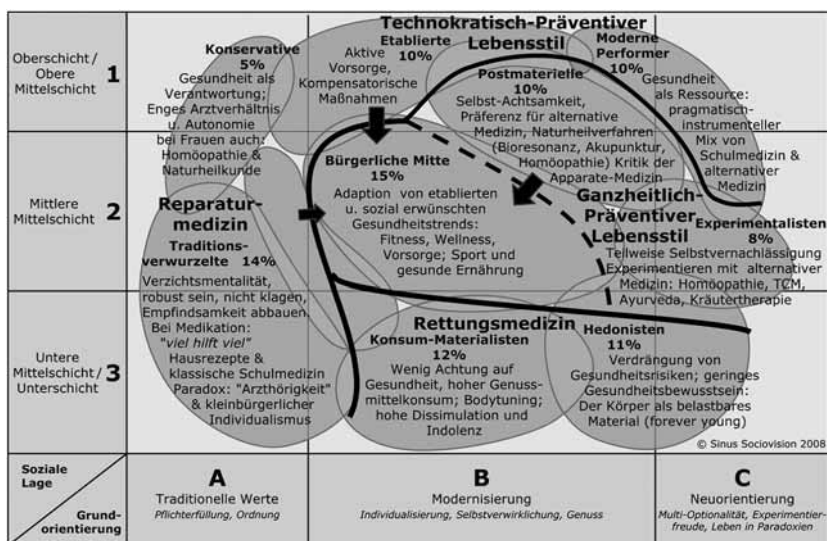 Oberschicht /
Obere
Mittelschicht
1
Konservative
5%
Gesundheit als
Verantwortung;
Enges Arztverhältnis
u. Autonomie
bei Frauen auch:
Homöopathie &
Naturheilkunde
Technokratisch-Präventiver
Lebensstil
Etablierte
10%
Aktive
Vorsorge,
Kompensatorische
Maßnahmen
Postmaterielle
10%
Selbst-Achtsamkeit,
Präferenz für alternative
Medizin, Naturheilverfahren
(Bioresonz, Akupunktur,
Homöopathie) Kritik der
Apparate-Medizin
Moderne
Performer
10%
Gesundheit
als Ressource:
pragmatisch-
instrumenteller
Mix von
Schulmedizin &
alternativer
Medizin
Mittlere
Mittelschicht
2
Reparatur-
medizin
Traditions-
verwurzelte 14%
Verzichtsmentalität,
robust sein, nicht klagen,
Empfindsamkeit abbauen.
Bei Medikation:
"viel hilft viel"
Hausrezepte &
klassische Schulmedizin
Paradox: "Arzthörigkeit"
& kleinbürgerlicher
Individualismus
Bürgerliche Mitte
15%
Adaption von etablierten
u. sozial erwünschten
Gesundheitstrends:
Fitness, Wellness,
Vorsorge; Sport und
gesunde Ernährung
Ganzheitlich-
Präventiver
Lebensstil
Experimentalisten
8%
Teilweise Selbstvernachlässigung
Experimentieren mit alternativer
Medizin: Homöopathie, TCM,
Ayurveda, Kräutertherapie
Untere
Mittelschicht /
Unterschicht
3
Rettungsmedizin
Konsum-Materialisten
12%
Wenig Achtung auf
Gesundheit, hoher Genuss-
mittelkonsum; Bodytuning;
hohe Dissimulation und
Indolenz
Hedonisten
11%
Verdrängung von
Gesundheitsrisiken; geringes
Gesundheitsbewusstsein:
Der Körper als belastbares
Material (forever young)
© Sinus Sociovision 2008
Soziale
Lage
Grund-
orientierung
A
Traditionelle Werte
Pflichterfüllung, Ordnung
B
Modernisierung
Individualisierung, Selbstverwirklichung, Genuss
C
Neuorientierung
Multi-Optionalität, Experimentier-
freude, Leben in Paradoxien